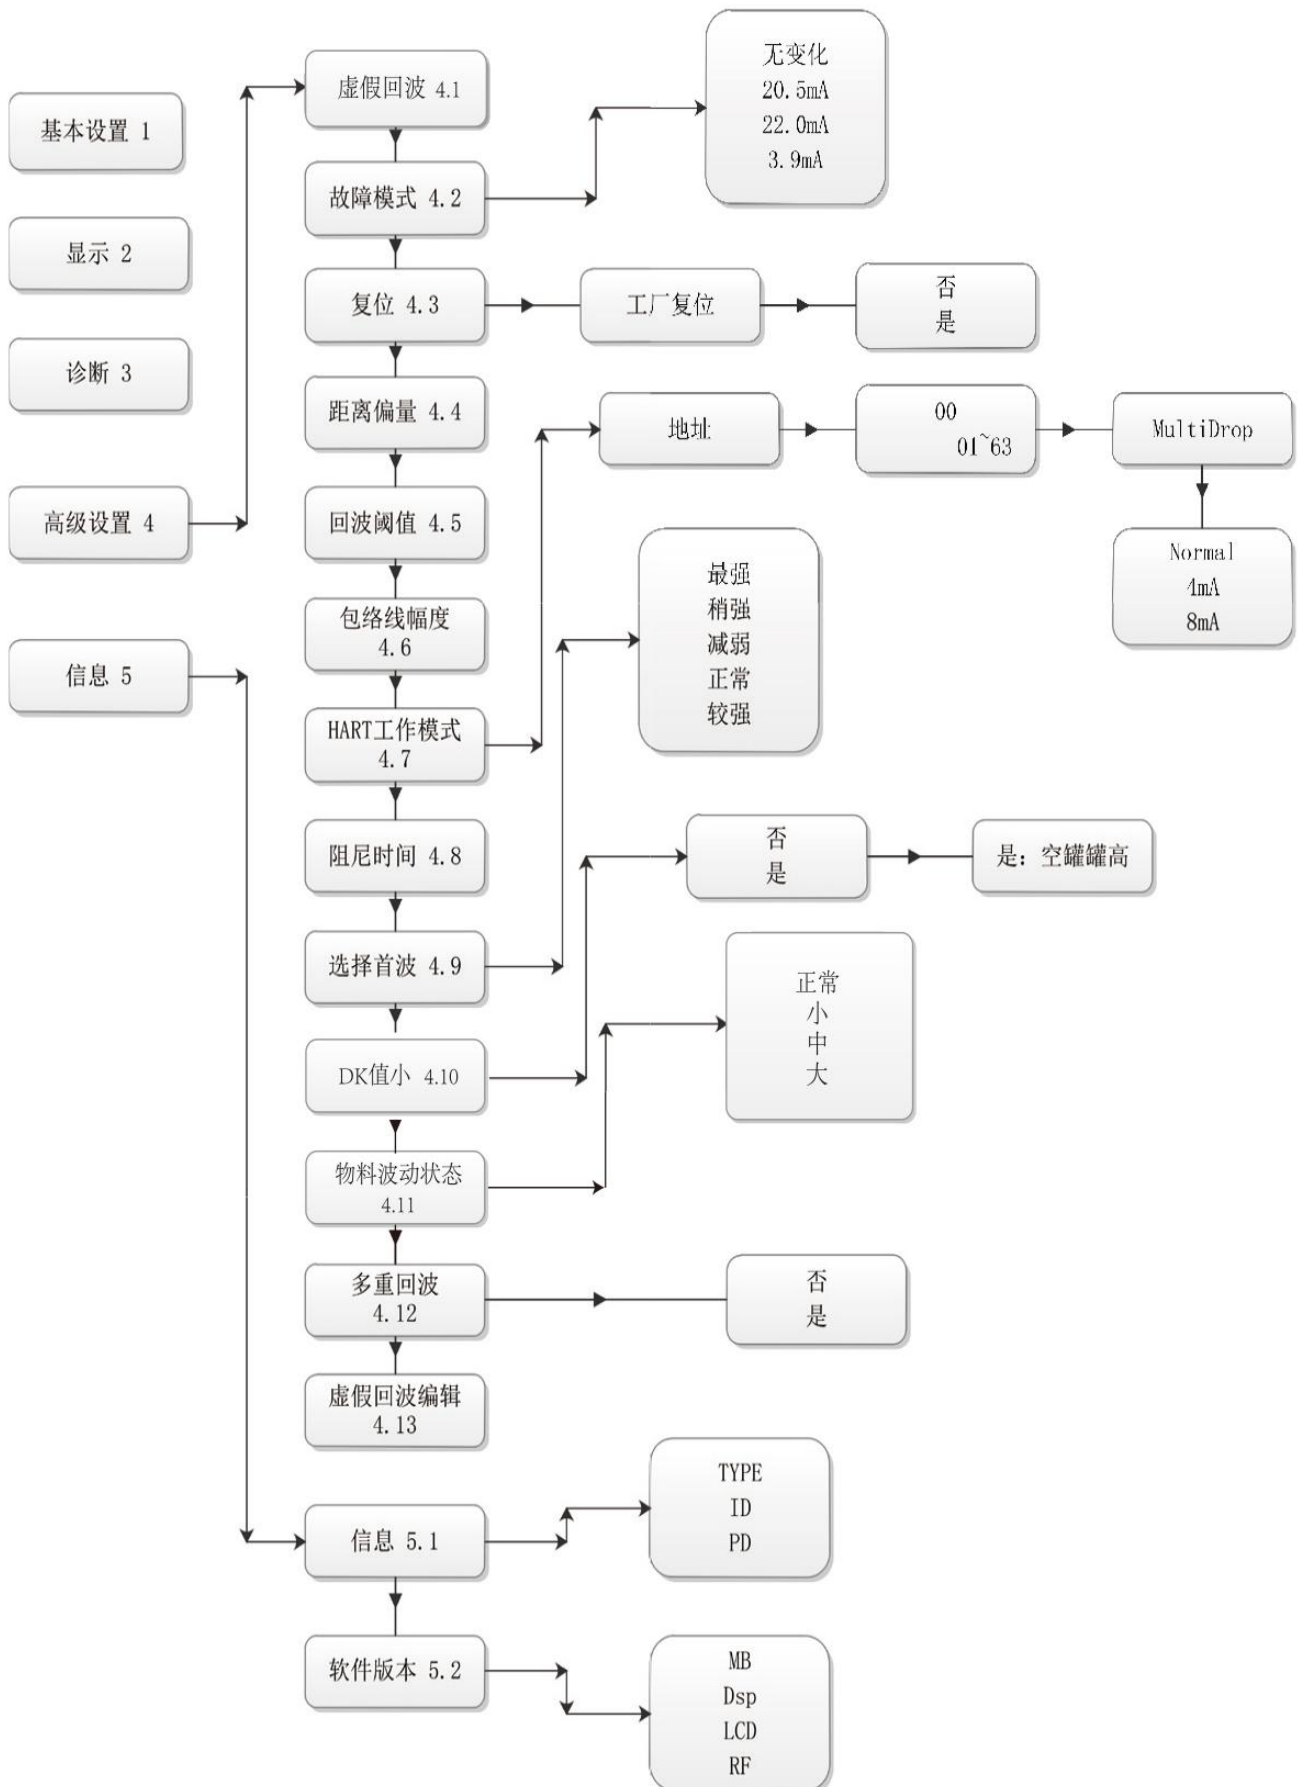 基本设置 1
显示 2
诊断 3
高级设置 4
信息 5
虚假回波 4.1
故障模式 4.2
无变化
20.5mA
22.0mA
3.9mA
复位 4.3
工厂复位
否
是
距离偏量 4.4
回波阈值 4.5
包络线幅度
4.6
HART工作模式
4.7
地址
00
01~63
MultiDrop
Normal
4mA
8mA
阻尼时间 4.8
选择首波 4.9
最强
稍强
减弱
正常
较强
DK值小 4.10
否
是
是: 空罐罐高
物料波动状态
4.11
正常
小
中
大
多重回波
4.12
否
是
虚假回波编辑
4.13
信息 5.1
TYPE
ID
PD
软件版本 5.2
MB
Dsp
LCD
RF